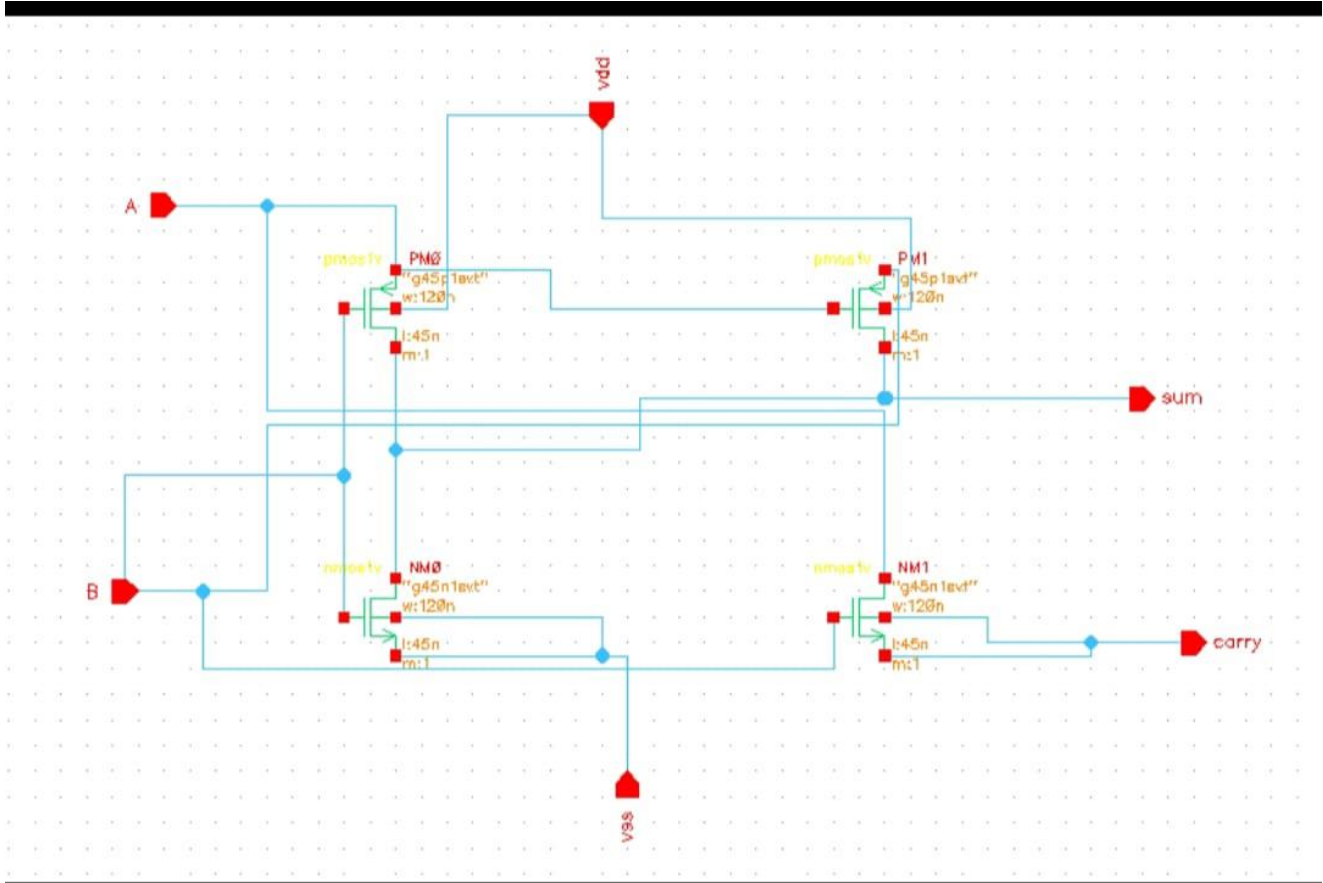 vdd
A
pmos1v PM0
"g45p1svt"
w:120n
l:45n
m:1
pmos1v PM1
"g45p1svt"
w:120n
l:45n
m:1
sum
B
nmos1v NM0
"g45n1svt"
w:120n
l:45n
m:1
nmos1v NM1
"g45n1svt"
w:120n
l:45n
m:1
carry
vss